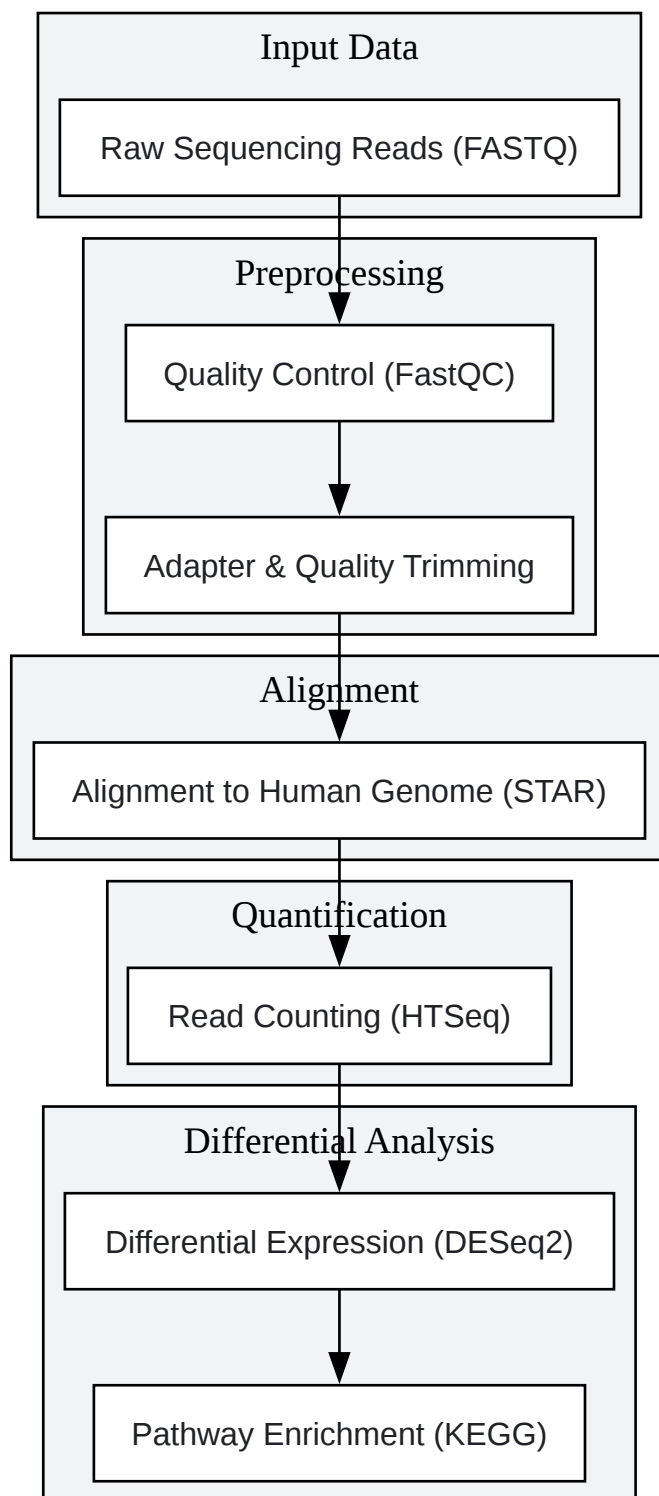 Input Data
Raw Sequencing Reads (FASTQ)
Preprocessing
Quality Control (FastQC)
Adapter & Quality Trimming
Alignment
Alignment to Human Genome (STAR)
Quantification
Read Counting (HTSeq)
Differential Analysis
Differential Expression (DESeq2)
Pathway Enrichment (KEGG)